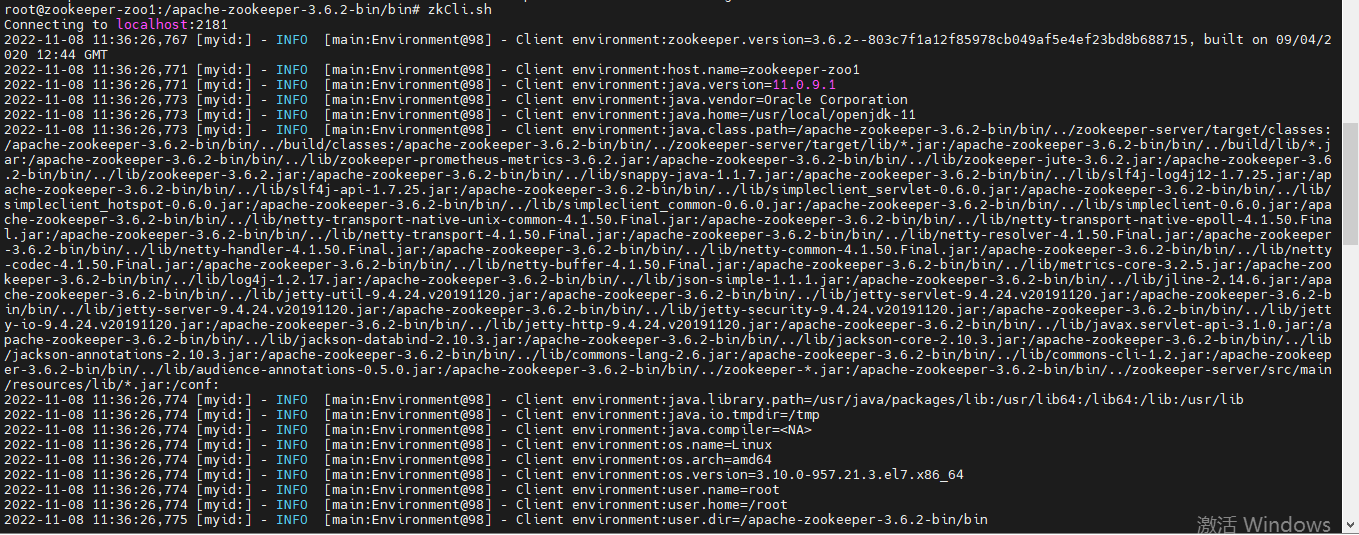 root@zookeeper-zoo1:/apache-zookeeper-3.6.2-bin/bin# zkCli.sh
Connecting to localhost:2181
2022-11-08 11:36:26,767 [myid:] - INFO  [main:Environment@98] - Client environment:zookeeper.version=3.6.2--803c7f1a12f85978cb049af5e4ef23bd8b688715, built on 09/04/2
020 12:44 GMT
2022-11-08 11:36:26,771 [myid:] - INFO  [main:Environment@98] - Client environment:host.name=zookeeper-zoo1
2022-11-08 11:36:26,771 [myid:] - INFO  [main:Environment@98] - Client environment:java.version=11.0.9.1
2022-11-08 11:36:26,773 [myid:] - INFO  [main:Environment@98] - Client environment:java.vendor=Oracle Corporation
2022-11-08 11:36:26,773 [myid:] - INFO  [main:Environment@98] - Client environment:java.home=/usr/local/openjdk-11
2022-11-08 11:36:26,773 [myid:] - INFO  [main:Environment@98] - Client environment:java.class.path=/apache-zookeeper-3.6.2-bin/bin/../zookeeper-server/target/classes:
/apache-zookeeper-3.6.2-bin/bin/../build/classes:/apache-zookeeper-3.6.2-bin/bin/../zookeeper-server/target/lib/*.jar:/apache-zookeeper-3.6.2-bin/bin/../build/lib/*.j
ar:/apache-zookeeper-3.6.2-bin/bin/../lib/zookeeper-prometheus-metrics-3.6.2.jar:/apache-zookeeper-3.6.2-bin/bin/../lib/zookeeper-jute-3.6.2.jar:/apache-zookeeper-3.6
.2-bin/bin/../lib/zookeeper-3.6.2.jar:/apache-zookeeper-3.6.2-bin/bin/../lib/snappy-java-1.1.7.jar:/apache-zookeeper-3.6.2-bin/bin/../lib/slf4j-log4j12-1.7.25.jar:/ap
ache-zookeeper-3.6.2-bin/bin/../lib/slf4j-api-1.7.25.jar:/apache-zookeeper-3.6.2-bin/bin/../lib/simpleclient_servlet-0.6.0.jar:/apache-zookeeper-3.6.2-bin/bin/../lib/
simpleclient_hotspot-0.6.0.jar:/apache-zookeeper-3.6.2-bin/bin/../lib/simpleclient_common-0.6.0.jar:/apache-zookeeper-3.6.2-bin/bin/../lib/simpleclient-0.6.0.jar:/apa
che-zookeeper-3.6.2-bin/bin/../lib/netty-transport-native-unix-common-4.1.50.Final.jar:/apache-zookeeper-3.6.2-bin/bin/../lib/netty-transport-native-epoll-4.1.50.Fina
l.jar:/apache-zookeeper-3.6.2-bin/bin/../lib/netty-transport-4.1.50.Final.jar:/apache-zookeeper-3.6.2-bin/bin/../lib/netty-resolver-4.1.50.Final.jar:/apache-zookeeper
-3.6.2-bin/bin/../lib/netty-handler-4.1.50.Final.jar:/apache-zookeeper-3.6.2-bin/bin/../lib/netty-common-4.1.50.Final.jar:/apache-zookeeper-3.6.2-bin/bin/../lib/netty
-codec-4.1.50.Final.jar:/apache-zookeeper-3.6.2-bin/bin/../lib/netty-buffer-4.1.50.Final.jar:/apache-zookeeper-3.6.2-bin/bin/../lib/metrics-core-3.2.5.jar:/apache-zoo
keeper-3.6.2-bin/bin/../lib/log4j-1.2.17.jar:/apache-zookeeper-3.6.2-bin/bin/../lib/json-simple-1.1.1.jar:/apache-zookeeper-3.6.2-bin/bin/../lib/jline-2.14.6.jar:/apa
che-zookeeper-3.6.2-bin/bin/../lib/jetty-util-9.4.24.v20191120.jar:/apache-zookeeper-3.6.2-bin/bin/../lib/jetty-servlet-9.4.24.v20191120.jar:/apache-zookeeper-3.6.2-b
in/bin/../lib/jetty-server-9.4.24.v20191120.jar:/apache-zookeeper-3.6.2-bin/bin/../lib/jetty-security-9.4.24.v20191120.jar:/apache-zookeeper-3.6.2-bin/bin/../lib/jett
y-io-9.4.24.v20191120.jar:/apache-zookeeper-3.6.2-bin/bin/../lib/jetty-http-9.4.24.v20191120.jar:/apache-zookeeper-3.6.2-bin/bin/../lib/javax.servlet-api-3.1.0.jar:/a
pache-zookeeper-3.6.2-bin/bin/../lib/jackson-databind-2.10.3.jar:/apache-zookeeper-3.6.2-bin/bin/../lib/jackson-core-2.10.3.jar:/apache-zookeeper-3.6.2-bin/bin/../lib
/jackson-annotations-2.10.3.jar:/apache-zookeeper-3.6.2-bin/bin/../lib/commons-lang-2.6.jar:/apache-zookeeper-3.6.2-bin/bin/../lib/commons-cli-1.2.jar:/apache-zookeep
er-3.6.2-bin/bin/../lib/audience-annotations-0.5.0.jar:/apache-zookeeper-3.6.2-bin/bin/../zookeeper-*.jar:/apache-zookeeper-3.6.2-bin/bin/../zookeeper-server/src/main
/resources/lib/*.jar:/conf:
2022-11-08 11:36:26,774 [myid:] - INFO  [main:Environment@98] - Client environment:java.library.path=/usr/java/packages/lib:/usr/lib64:/lib64:/lib:/usr/lib
2022-11-08 11:36:26,774 [myid:] - INFO  [main:Environment@98] - Client environment:java.io.tmpdir=/tmp
2022-11-08 11:36:26,774 [myid:] - INFO  [main:Environment@98] - Client environment:java.compiler=<NA>
2022-11-08 11:36:26,774 [myid:] - INFO  [main:Environment@98] - Client environment:os.name=Linux
2022-11-08 11:36:26,774 [myid:] - INFO  [main:Environment@98] - Client environment:os.arch=amd64
2022-11-08 11:36:26,774 [myid:] - INFO  [main:Environment@98] - Client environment:os.version=3.10.0-957.21.3.el7.x86_64
2022-11-08 11:36:26,774 [myid:] - INFO  [main:Environment@98] - Client environment:user.name=root
2022-11-08 11:36:26,774 [myid:] - INFO  [main:Environment@98] - Client environment:user.home=/root
2022-11-08 11:36:26,775 [myid:] - INFO  [main:Environment@98] - Client environment:user.dir=/apache-zookeeper-3.6.2-bin/bin
激活 Windows